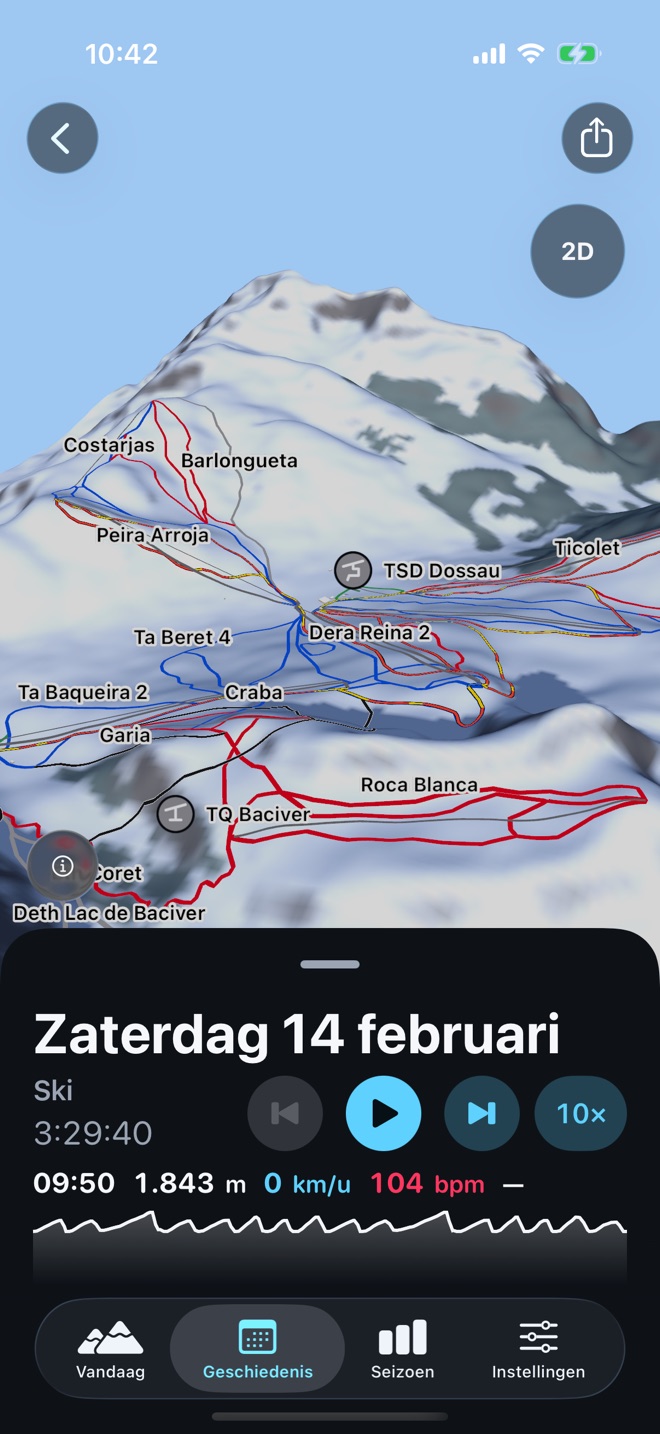 10:42
2D
Costarjas
Barlongueta
Peira Arroja
Ticolet
TSD Dossau
Ta Beret 4
Dera Reina 2
Ta Baqueira 2
Craba
Garia
Roca Blanca
TQ Baciver
Coret
Deth Lac de Baciver
Zaterdag 14 februari
Ski
3:29:40
10×
09:50 1.843 m 0 km/u 104 bpm —
Vandaag
Geschiedenis
Seizoen
Instellingen